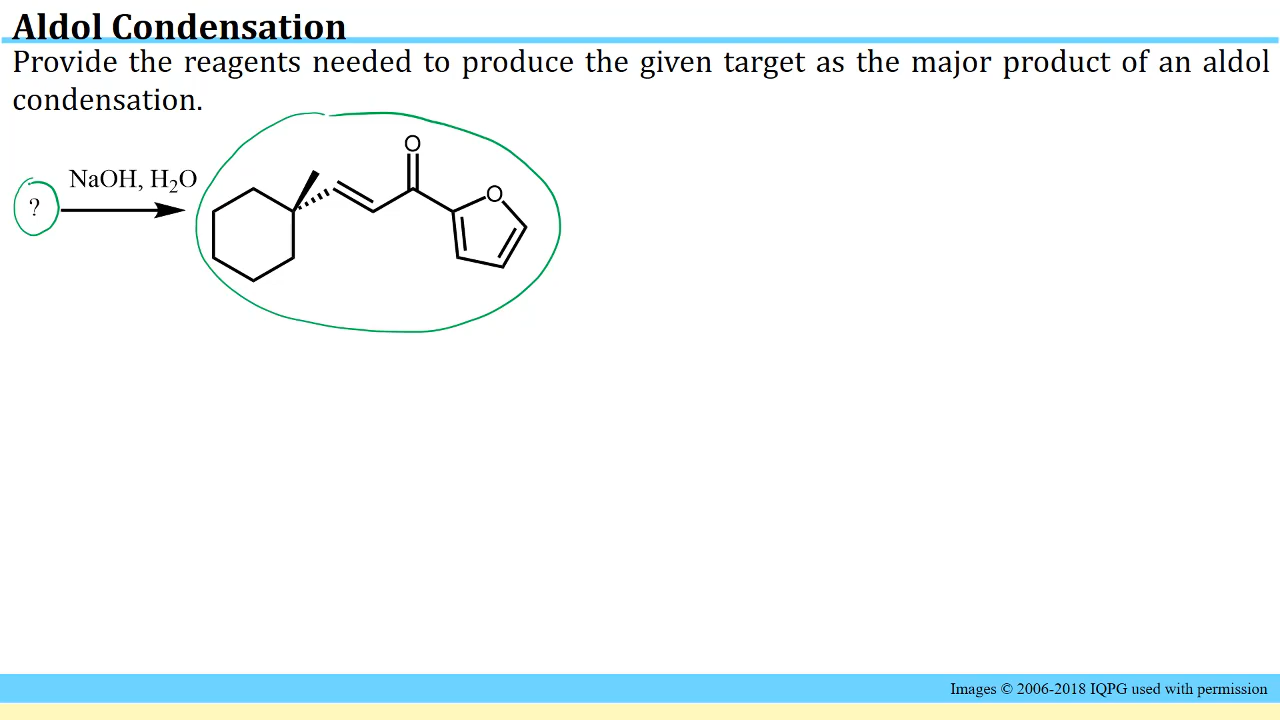 Aldol Condensation
Provide the reagents needed to produce the given target as the major product of an aldol
condensation.
O
NaOH, H₂O
?
O
Images © 2006-2018 IQPG used with permission